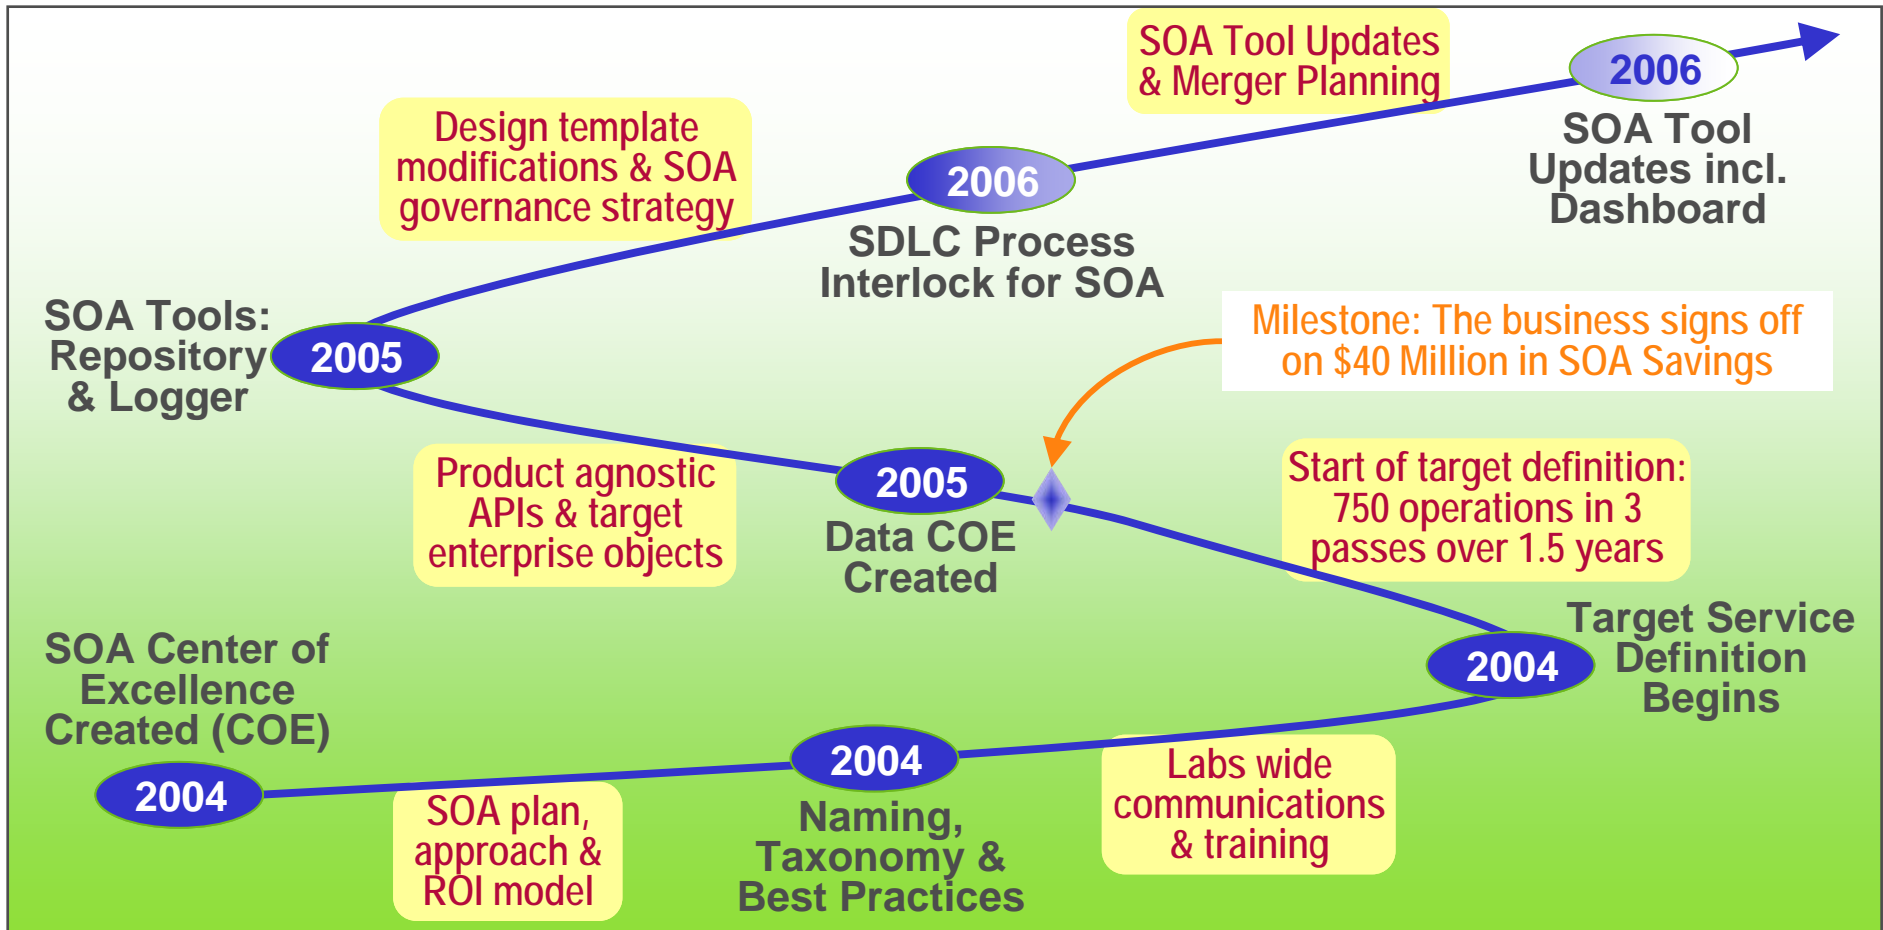 SOA Tool Updates
& Merger Planning
2006
SOA Tool
Updates incl.
Dashboard
Design template
modifications & SOA
governance strategy
2006
SDLC Process
Interlock for SOA
SOA Tools:
Repository
& Logger
2005
Milestone: The business signs off
on $40 Million in SOA Savings
Product agnostic
APIs & target
enterprise objects
2005
Data COE
Created
Start of target definition:
750 operations in 3
passes over 1.5 years
2004
Target Service
Definition
Begins
SOA Center of
Excellence
Created (COE)
2004
SOA plan,
approach &
ROI model
2004
Naming,
Taxonomy &
Best Practices
Labs wide
communications
& training